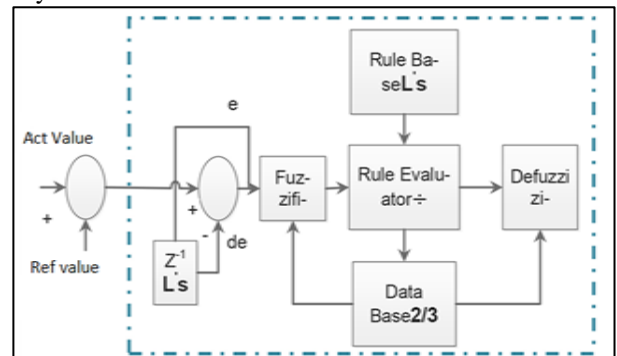 Rule Ba-
seL̇s
e
Act Value
Fuz-
zifi-
Rule Evalu-
ator÷
Defuzzi
zi-
+
+
-
de
Ref value
Z-1
L̇s
Data
Base2/3